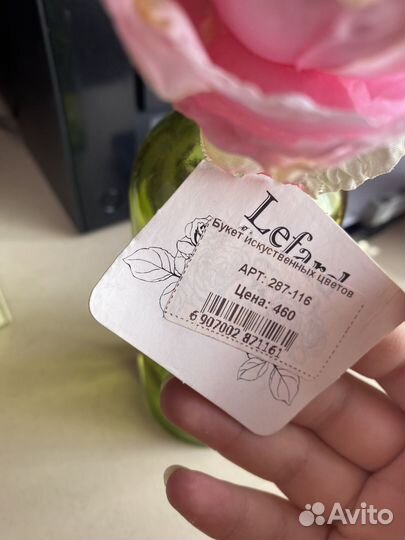 Lefard
Букет искуственных цветов
АРТ: 287-116
Цена: 460
6 907002 871161
Avito